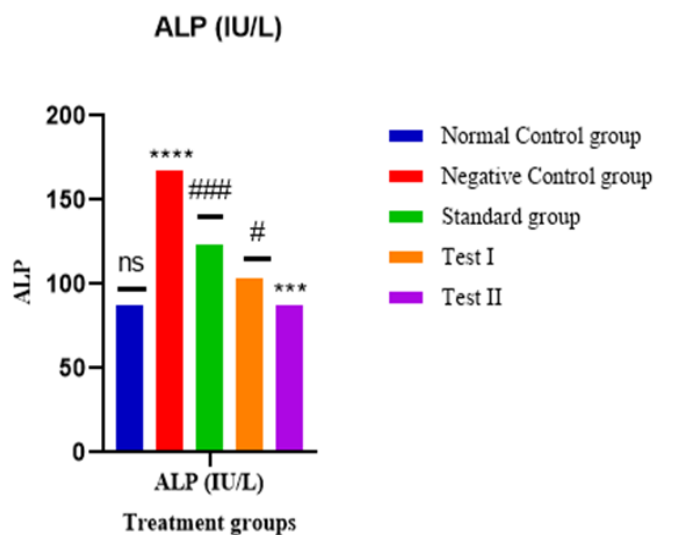 ALP (IU/L)
200
150
100
50
0
ALP
ns
****
###
#
***
ALP (IU/L)
Treatment groups
Normal Control group
Negative Control group
Standard group
Test I
Test II